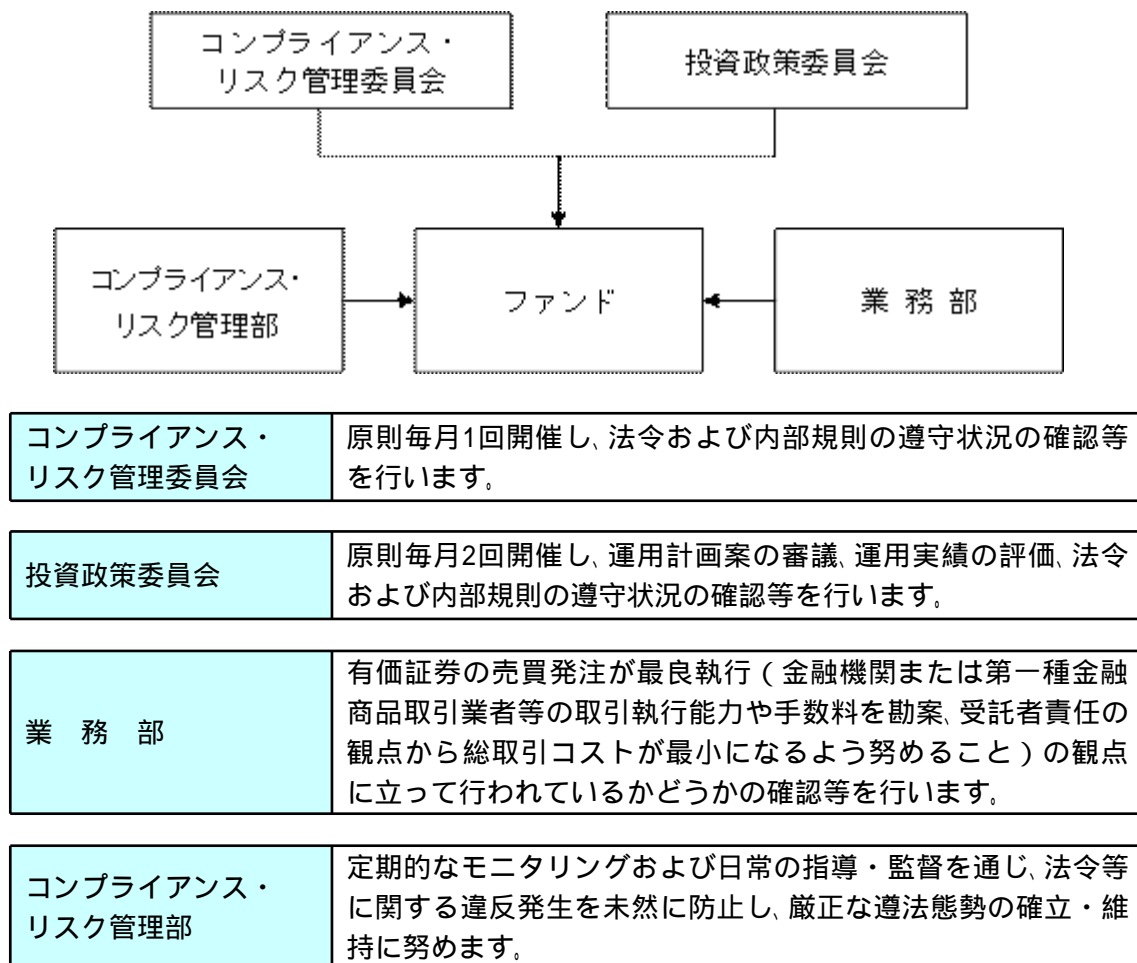 コンプライアンス・
リスク管理委員会
投資政策委員会
コンプライアンス・
リスク管理部
ファンド
業 務 部
コンプライアンス・
リスク管理委員会
原則毎月1回開催し、法令および内部規則の遵守状況の確認等
を行います。
投資政策委員会
原則毎月2回開催し、運用計画案の審議、運用実績の評価、法令
および内部規則の遵守状況の確認等を行います。
業 務 部
有価証券の売買発注が最良執行（金融機関または第一種金融
商品取引業者等の取引執行能力や手数料を勘案、受託者責任の
観点から総取引コストが最小になるよう努めること）の観点
に立って行われているかどうかの確認等を行います。
コンプライアンス・
リスク管理部
定期的なモニタリングおよび日常の指導・監督を通じ、法令等
に関する違反発生を未然に防止し、厳正な遵法態勢の確立・維
持に努めます。